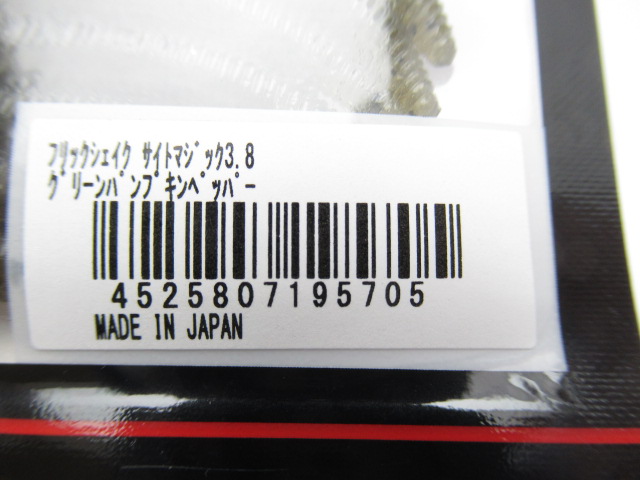 ﾌﾘｯｸｼｪｲｸ ｻｲﾄﾏｼﾞｯｸ3.8
ｸﾞﾘｰﾝﾊﾟﾝﾌﾟｷﾝﾍﾟｯﾊﾟｰ
4525807195705
MADE IN JAPAN